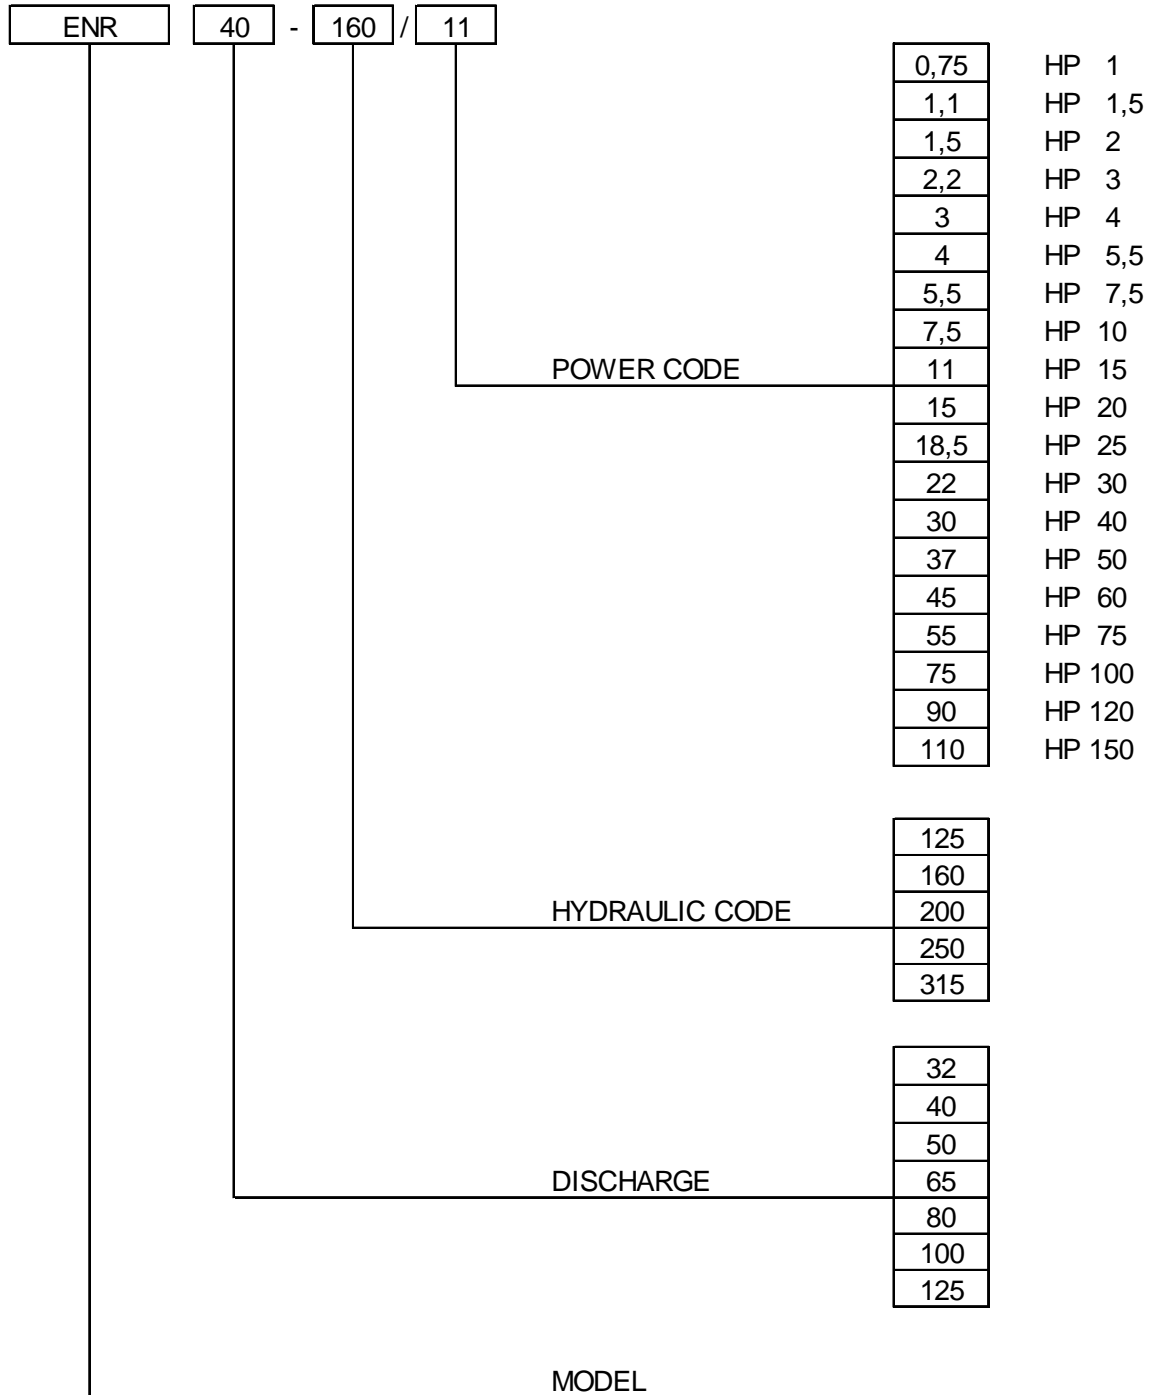 ENR 40 - 160 / 11
0,75 HP 1
1,1 HP 1,5
1,5 HP 2
2,2 HP 3
3 HP 4
4 HP 5,5
5,5 HP 7,5
7,5 HP 10
POWER CODE 11 HP 15
15 HP 20
18,5 HP 25
22 HP 30
30 HP 40
37 HP 50
45 HP 60
55 HP 75
75 HP 100
90 HP 120
110 HP 150
125
160
HYDRAULIC CODE 200
250
315
32
40
50
DISCHARGE 65
80
100
125
MODEL